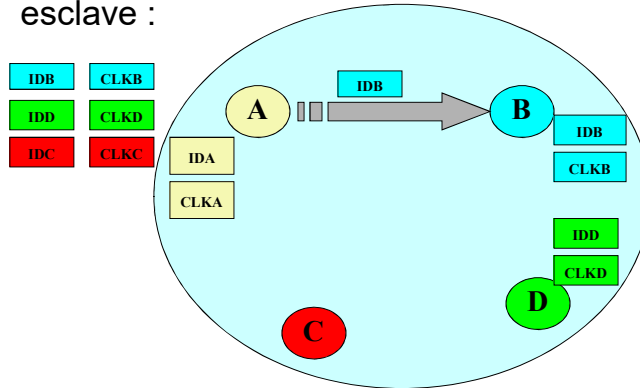 esclave :
IDB CLKB
IDD CLKD
IDC CLKC
IDB
A
B
IDA
CLKA
IDB
CLKB
IDD
CLKD
D
C